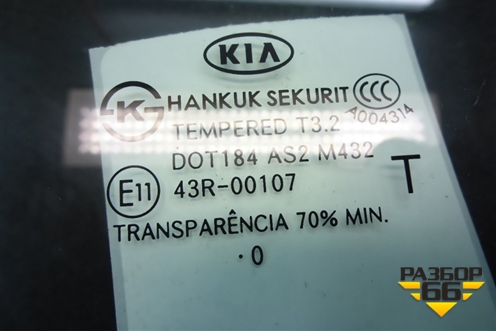 KIA
HANKUK SEKURIT
CCC
K
S
TEMPERED T3.2
A004314
DOT184 AS2 M432
E11
43R-00107
T
TRANSPARÊNCIA 70% MIN.
. 0
РАЗБОР
66